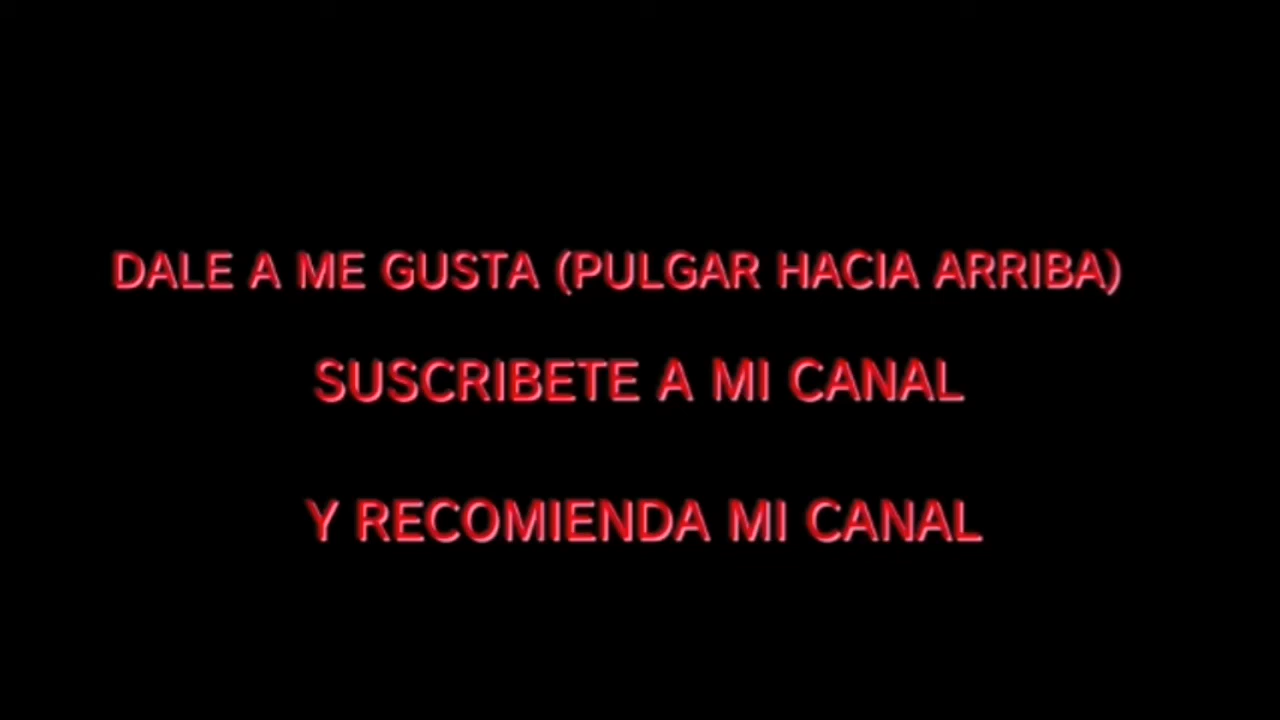 DALE A ME GUSTA (PULGAR HACIA ARRIBA)
SUSCRIBETE A MI CANAL
Y RECOMIENDA MI CANAL